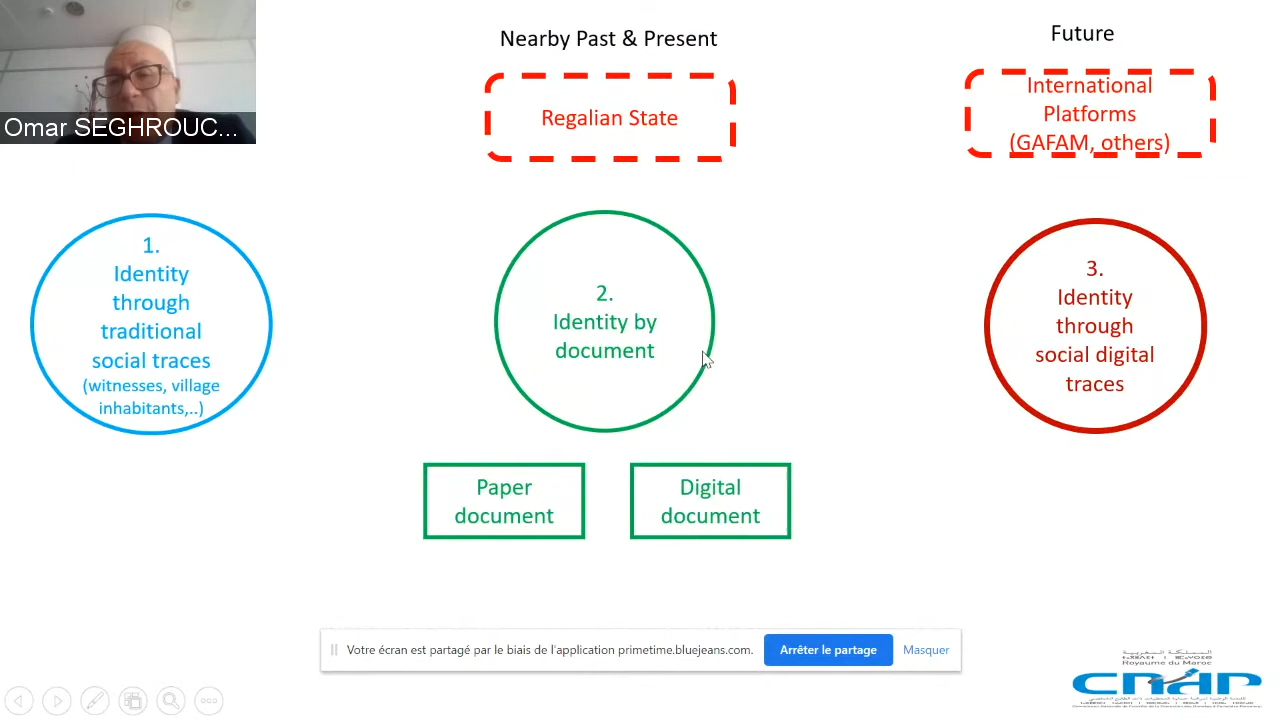 Omar SEGHROUC...
Nearby Past & Present
Regalian State
Future
International
Platforms
(GAFAM, others)
1.
Identity
through
traditional
social traces
(witnesses, village
inhabitants,..)
2.
Identity by
document
3.
Identity
through
social digital
traces
Paper
document
Digital
document
Votre écran est partagé par le biais de l'application primetime.bluejeans.com.
Arrêter le partage
Masquer
المملكة المغربية
Royaume du Maroc
cndp